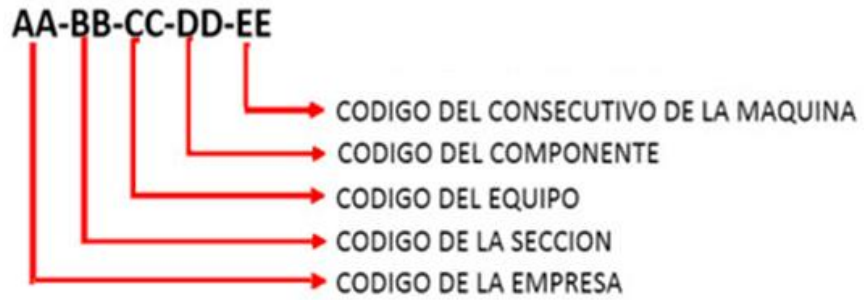 AA-BB-CC-DD-EE
CODIGO DEL CONSECUTIVO DE LA MAQUINA
CODIGO DEL COMPONENTE
CODIGO DEL EQUIPO
CODIGO DE LA SECCION
CODIGO DE LA EMPRESA